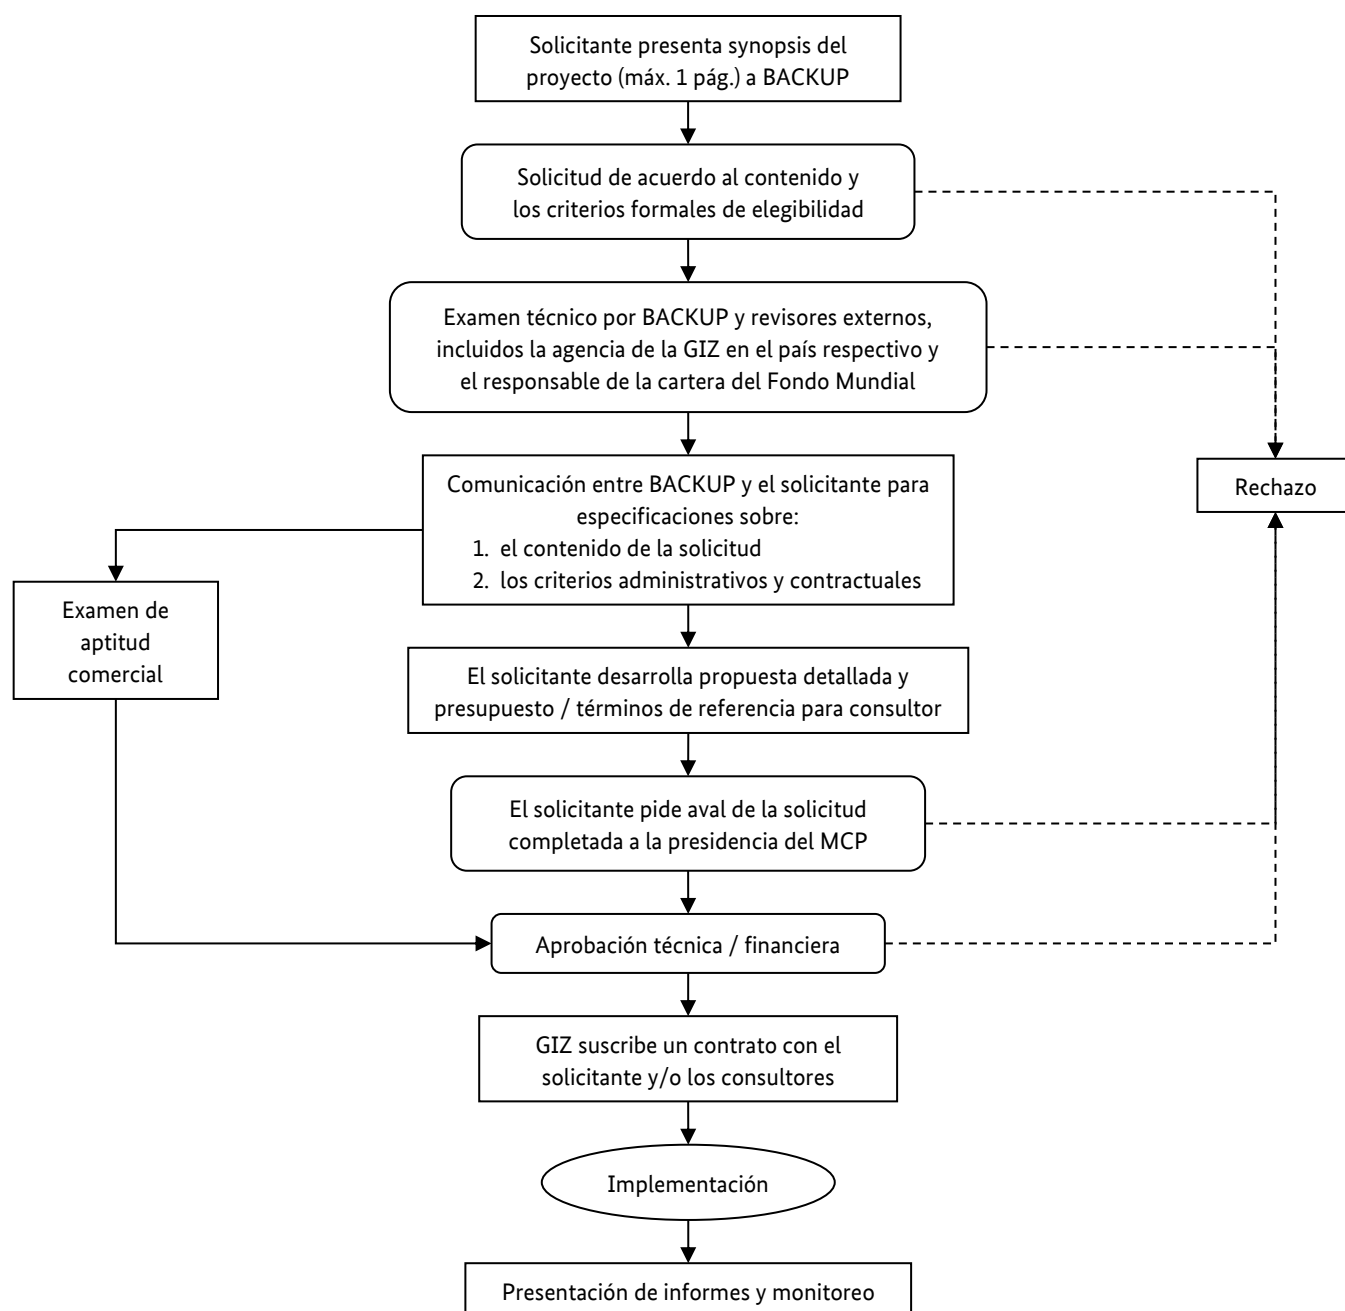 Solicitante presenta synopsis del
proyecto (máx. 1 pág.) a BACKUP
Solicitud de acuerdo al contenido y
los criterios formales de elegibilidad
Examen técnico por BACKUP y revisores externos,
incluidos la agencia de la GIZ en el país respectivo y
el responsable de la cartera del Fondo Mundial
Comunicación entre BACKUP y el solicitante para
especificaciones sobre:
1. el contenido de la solicitud
2. los criterios administrativos y contractuales
Rechazo
Examen de
aptitud
comercial
El solicitante desarrolla propuesta detallada y
presupuesto / términos de referencia para consultor
El solicitante pide aval de la solicitud
completada a la presidencia del MCP
Aprobación técnica / financiera
GIZ suscribe un contrato con el
solicitante y/o los consultores
Implementación
Presentación de informes y monitoreo